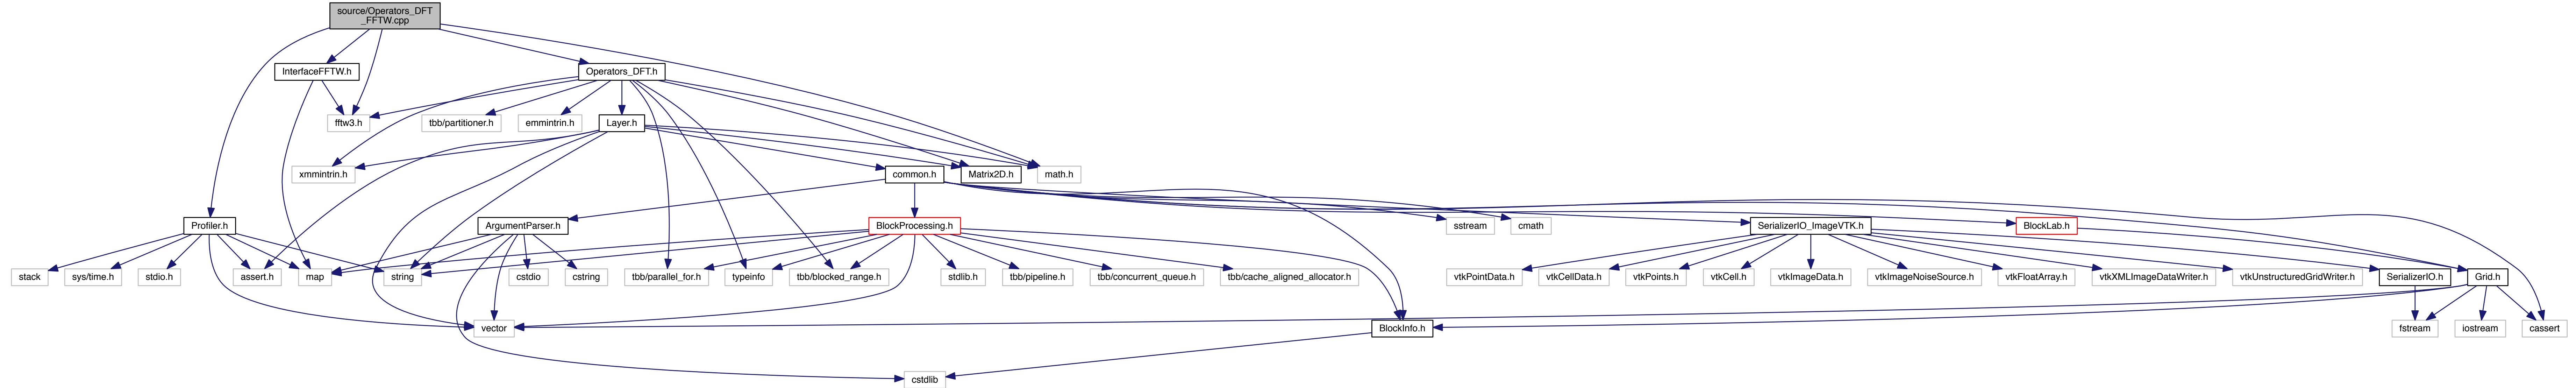 source/Operators_DFT
_FFTW.cpp
InterfaceFFTW.h
Operators_DFT.h
fftw3.h
tbb/partitioner.h
emmintrin.h
Layer.h
xmmintrin.h
common.h
Matrix2D.h
math.h
Profiler.h
ArgumentParser.h
BlockProcessing.h
sstream
cmath
SerializerIO_ImageVTK.h
BlockLab.h
stack
sys/time.h
stdio.h
assert.h
map
string
cstdio
cstring
tbb/parallel_for.h
typeinfo
tbb/blocked_range.h
stdlib.h
tbb/pipeline.h
tbb/concurrent_queue.h
tbb/cache_aligned_allocator.h
vtkPointData.h
vtkCellData.h
vtkPoints.h
vtkCell.h
vtkImageData.h
vtkImageNoiseSource.h
vtkFloatArray.h
vtkXMLImageDataWriter.h
vtkUnstructuredGridWriter.h
SerializerIO.h
Grid.h
vector
BlockInfo.h
fstream
iostream
cassert
cstdlib